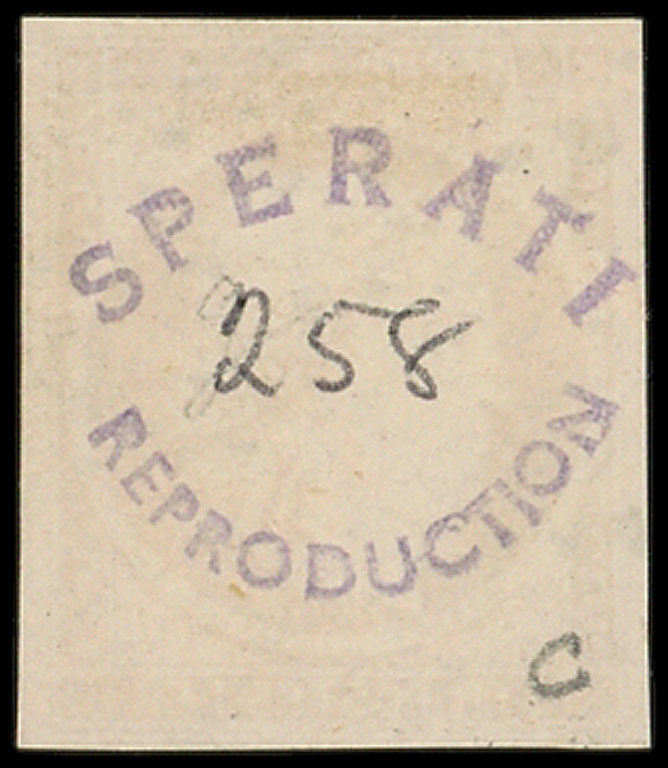 SPERATI
258
REPRODUCTION
C